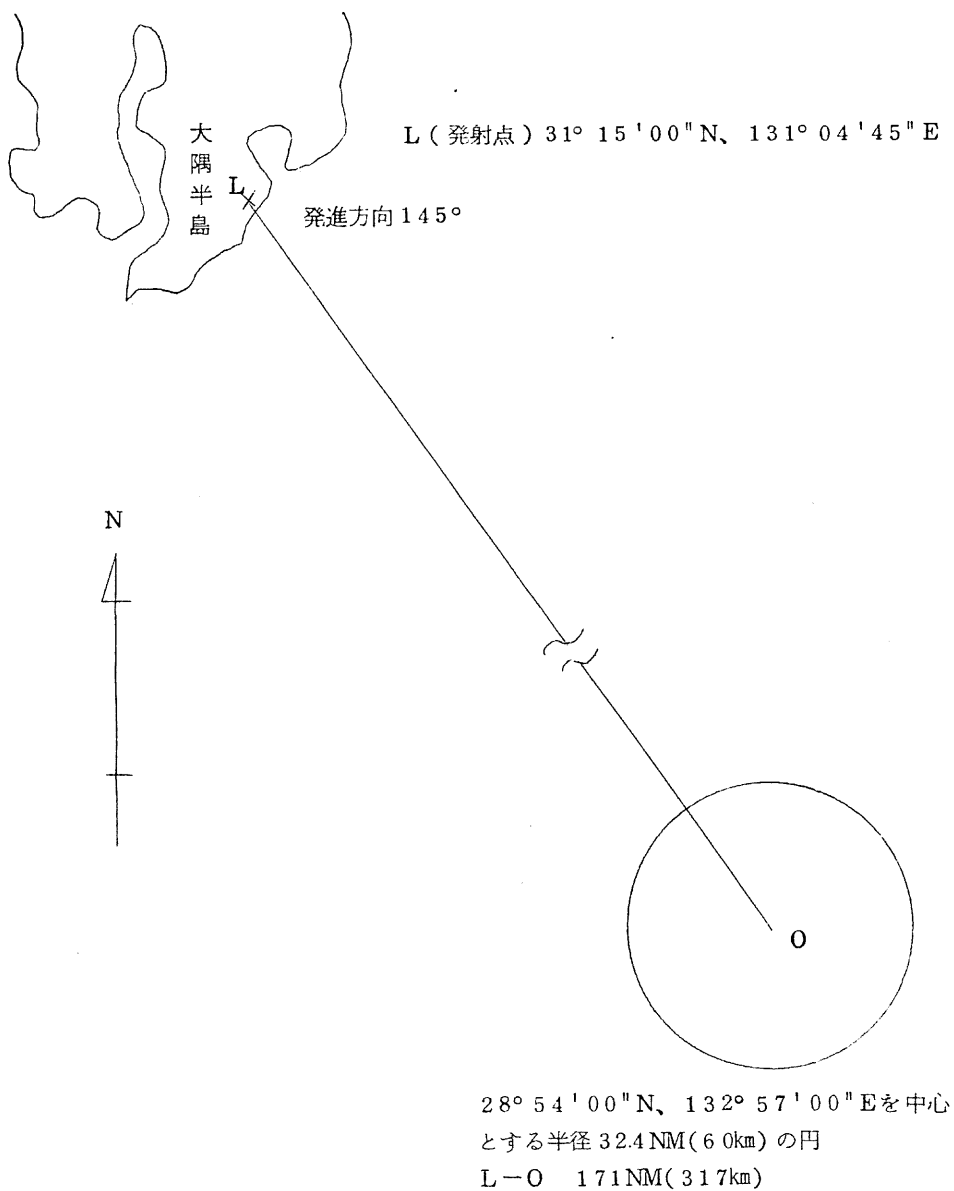 L(発射点)31°15'00"N、131°04'45"E
大隅半島
L
発進方向145°
N
O
28°54'00"N、132°57'00"Eを中心
とする半径32.4NM(60km)の円
L-O 171NM(317km)